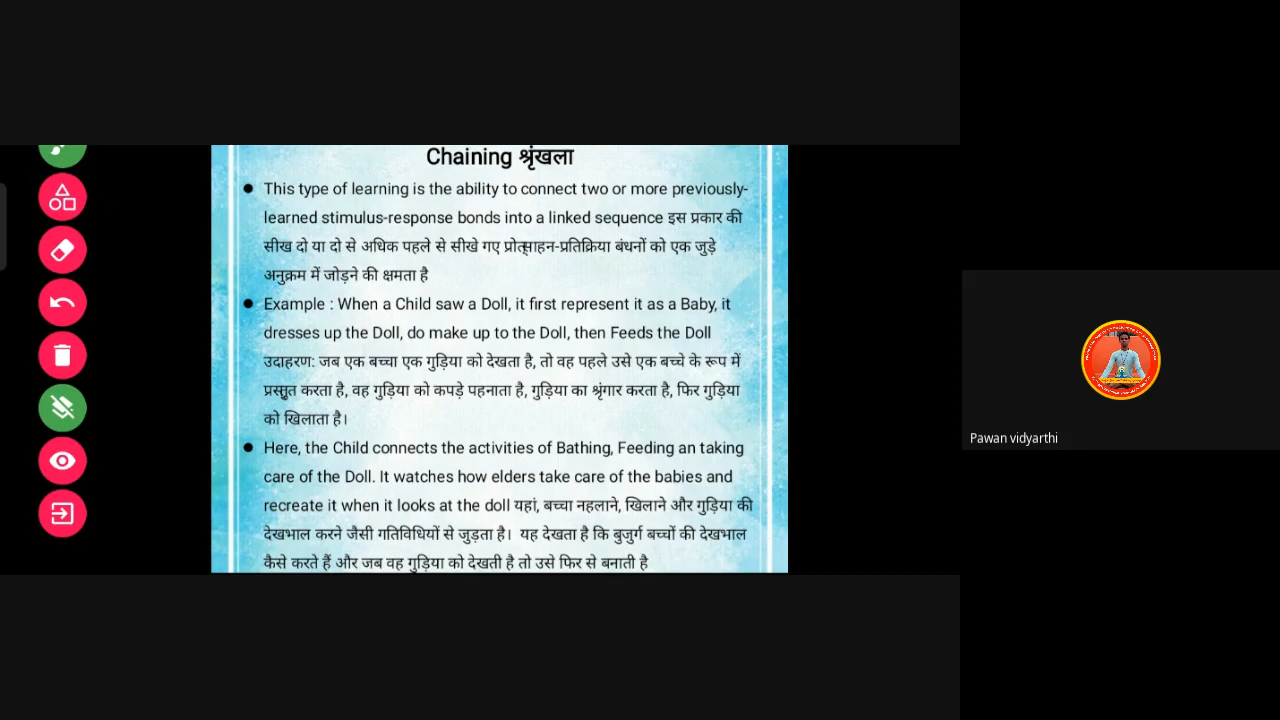 Chaining श्रृंखला
● This type of learning is the ability to connect two or more previously-
learned stimulus-response bonds into a linked sequence इस प्रकार की
सीख दो या दो से अधिक पहले से सीखे गए प्रोत्साहन-प्रतिक्रिया बंधनों को एक जुड़े
अनुक्रम में जोड़ने की क्षमता है
● Example : When a Child saw a Doll, it first represent it as a Baby, it
dresses up the Doll, do make up to the Doll, then Feeds the Doll
उदाहरण: जब एक बच्चा एक गुड़िया को देखता है, तो वह पहले उसे एक बच्चे के रूप में
प्रस्तुत करता है, वह गुड़िया को कपड़े पहनाता है, गुड़िया का श्रृंगार करता है, फिर गुड़िया
को खिलाता है।
● Here, the Child connects the activities of Bathing, Feeding an taking
care of the Doll. It watches how elders take care of the babies and
recreate it when it looks at the doll यहां, बच्चा नहलाने, खिलाने और गुड़िया की
देखभाल करने जैसी गतिविधियों से जुड़ता है। यह देखता है कि बुजुर्ग बच्चों की देखभाल
कैसे करते हैं और जब वह गुड़िया को देखती है तो उसे फिर से बनाती है
Pawan vidyarthi